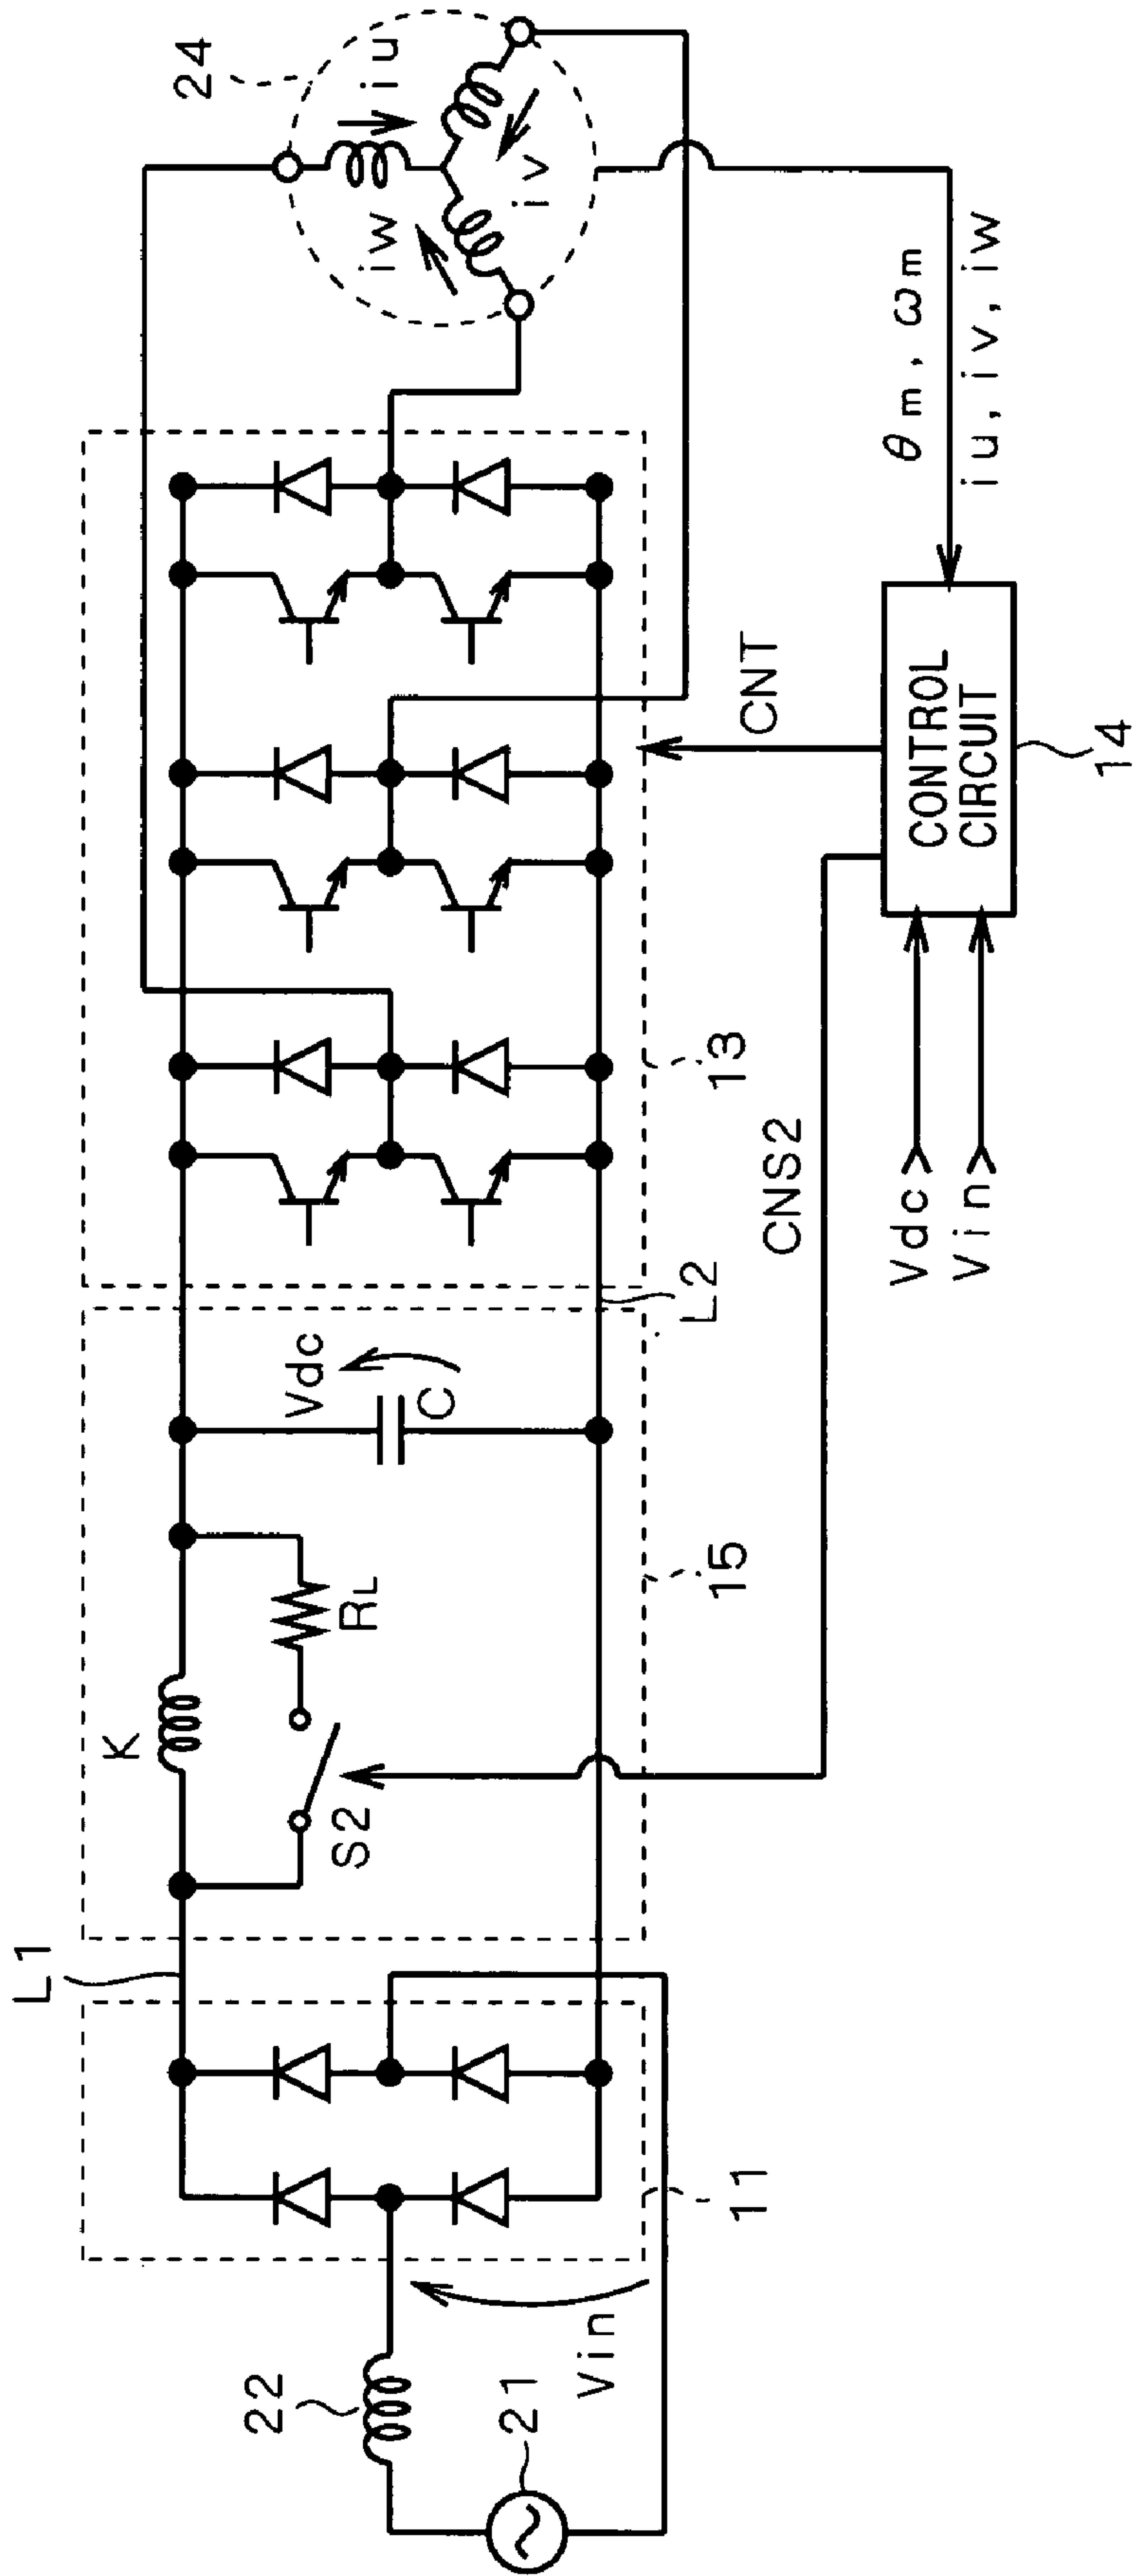 L1
K
S2
RL
Vdc
C
L2
15
11
13
22
21
Vin
24
iu
iv
iw
CNS2
CNT
θm, ωm
iu, iv, iw
Vdc
Vin
CONTROL
CIRCUIT
14